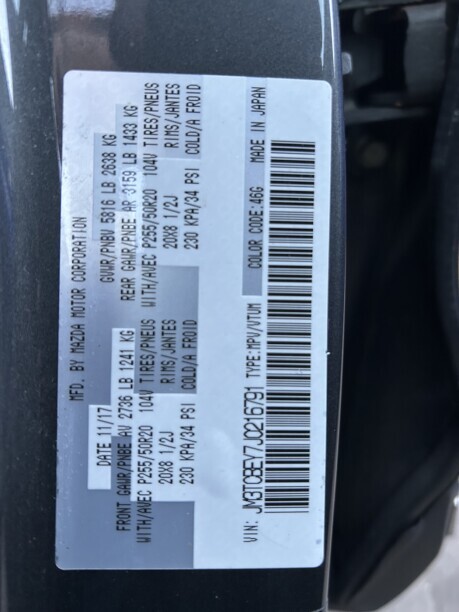 MFD. BY MAZDA MOTOR CORPORATION
DATE 11/17 GVWR/PNBV 5816 LB 2638 KG
FRONT GAWR/PNBE AV 2736 LB 1241 KG REAR GAWR/PNBE AR 3159 LB 1433 KG
WITH/AVEC P255/50R20 104V TIRES/PNEUS WITH/AVEC P255/50R20 104V TIRES/PNEUS
20X8 1/2J RIMS/JANTES 20X8 1/2J RIMS/JANTES
230 KPA/34 PSI COLD/A FROID 230 KPA/34 PSI COLD/A FROID
VIN: JM3TCBEY7J0216791 TYPE:MPV/VTUM COLOR CODE:46G MADE IN JAPAN